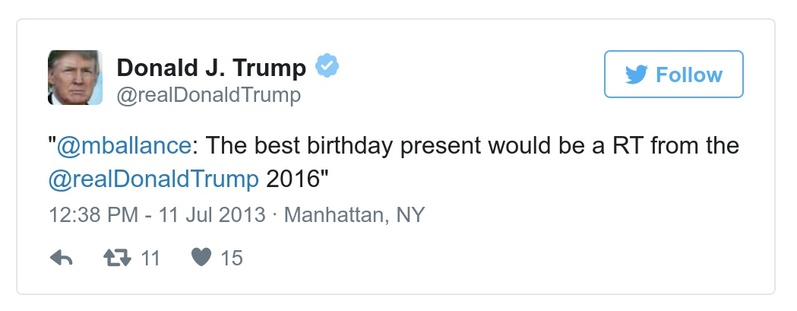 Donald J. Trump
@realDonaldTrump
Follow
"@mballance: The best birthday present would be a RT from the
@realDonaldTrump 2016"
12:38 PM - 11 Jul 2013 · Manhattan, NY
11 15